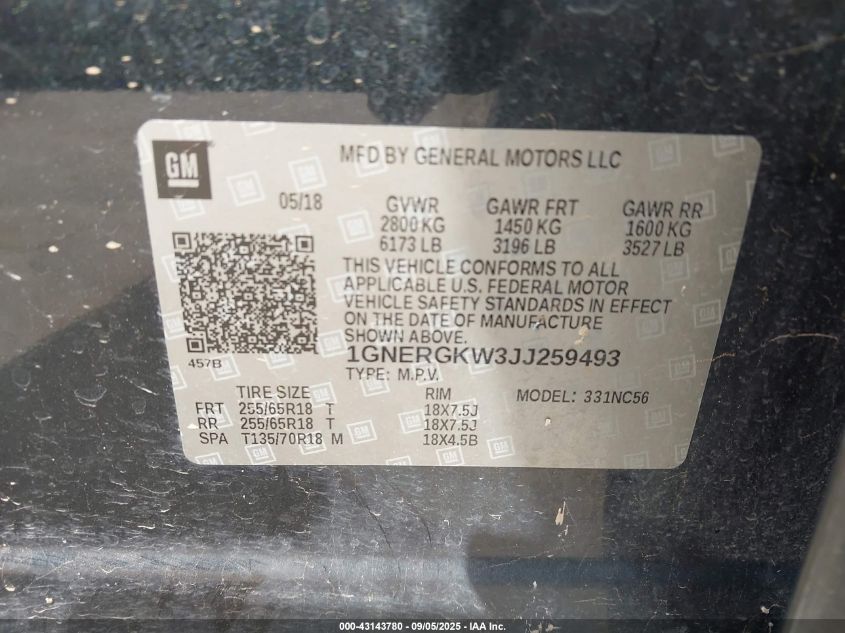 GM
MFD BY GENERAL MOTORS LLC
05/18 GVWR GAWR FRT GAWR RR
2800 KG 1450 KG 1600 KG
6173 LB 3196 LB 3527 LB
THIS VEHICLE CONFORMS TO ALL
APPLICABLE U.S. FEDERAL MOTOR
VEHICLE SAFETY STANDARDS IN EFFECT
ON THE DATE OF MANUFACTURE
SHOWN ABOVE.
457B 1GNERGKW3JJ259493
TYPE: M.P.V.
TIRE SIZE RIM MODEL: 331NC56
FRT 255/65R18 T 18X7.5J
RR 255/65R18 T 18X7.5J
SPA T135/70R18 M 18X4.5B
000-43143780 - 09/05/2025 - IAA Inc.